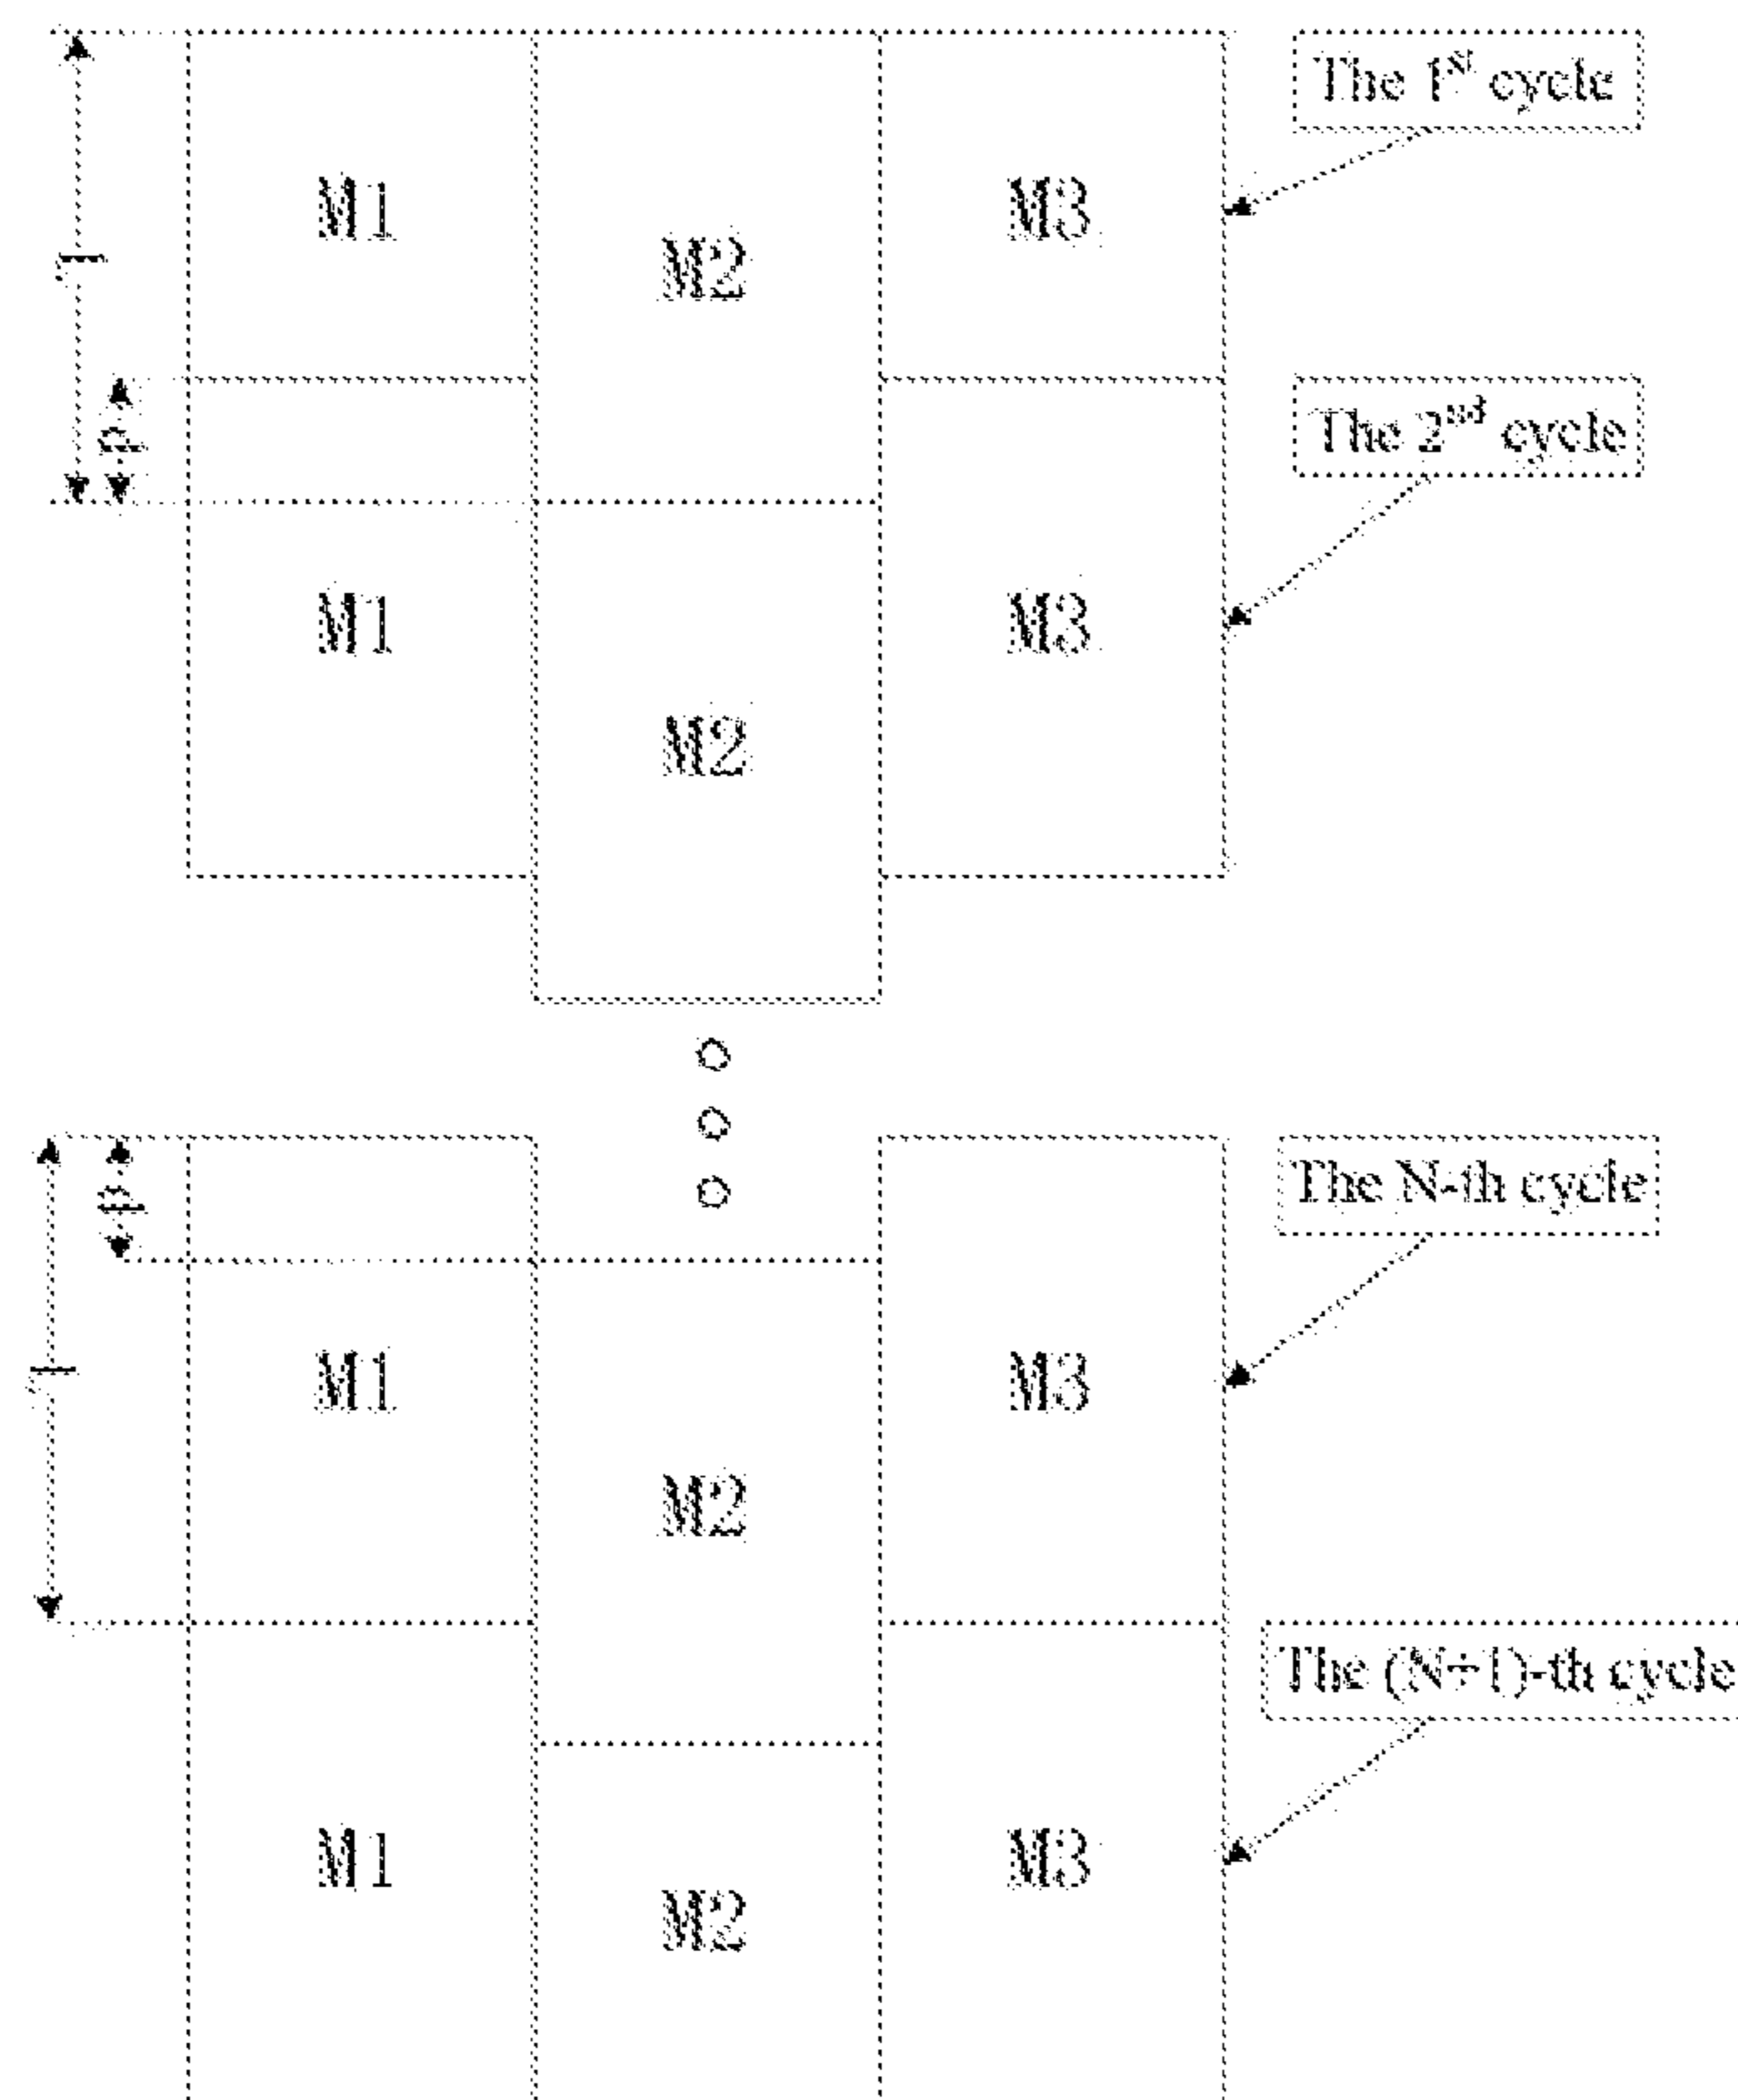 The 1st cycle
M1
M3
M2
The 2nd cycle
M1
M3
M2
The N-th cycle
M1
M3
M2
The (N+1)-th cycle
M1
M3
M2